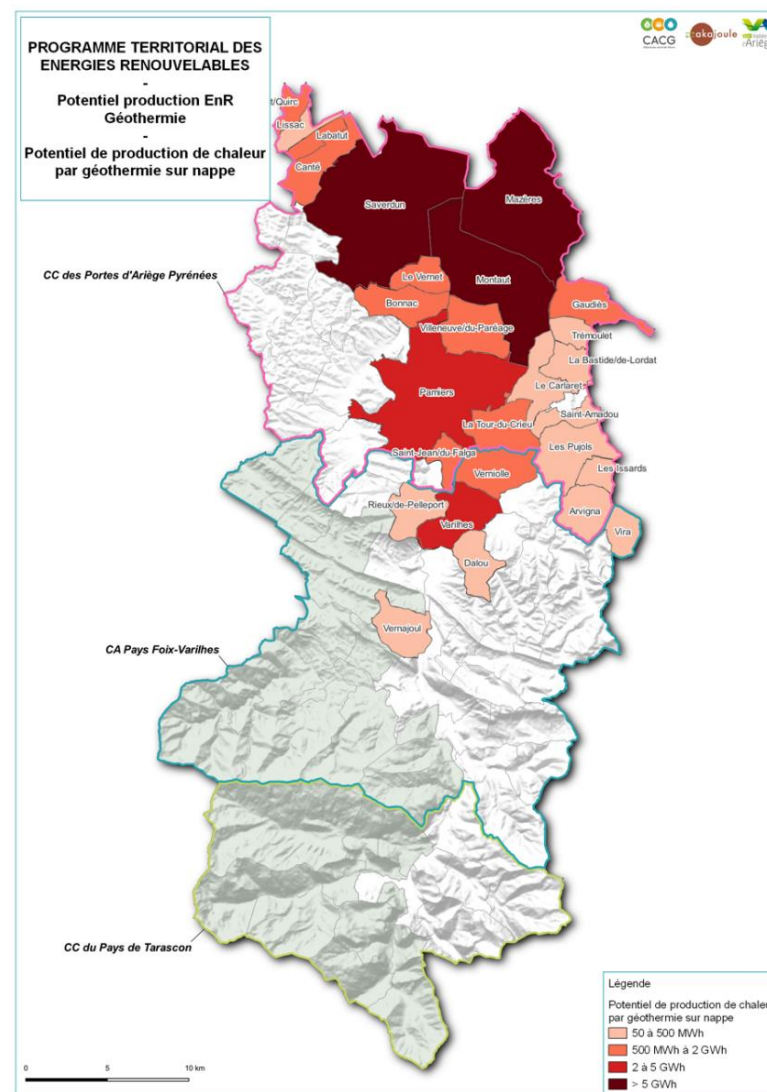 PROGRAMME TERRITORIAL DES
ENERGIES RENOUVELABLES
-
Potentiel production EnR
Géothermie
-
Potentiel de production de chaleur
par géothermie sur nappe
CACG
akajoule
Ariège
t/Quirc
Lissac
Labatut
Canté
Saverdun
Mazères
CC des Portes d'Ariège Pyrénées
Le Vernet
Montaut
Bonnac
Gaudiès
Villeneuve/du-Paréage
Trémoulet
La Bastide/de-Lordat
Pamiers
Le Carlaret
Saint-Amadou
La Tour-du-Crieu
Saint-Jean/du-Falga
Les Pujols
Les Issards
Verniolle
Rieux/de-Pelleport
Arvigna
Varilhes
Vira
Dalou
Vernajoul
CA Pays Foix-Varilhes
CC du Pays de Tarascon
Légende
Potentiel de production de chaleu
par géothermie sur nappe
50 à 500 MWh
500 MWh à 2 GWh
2 à 5 GWh
> 5 GWh
0 5 10 km